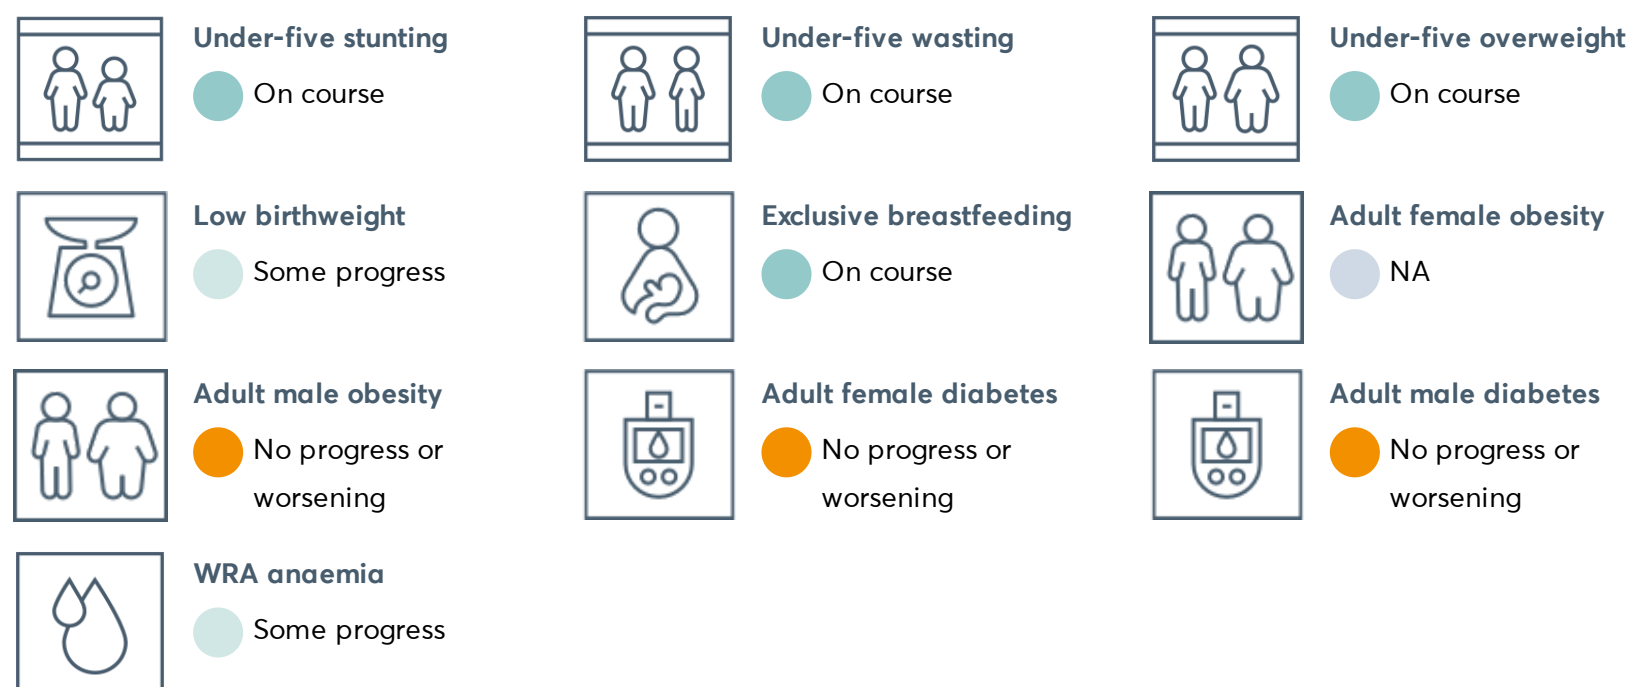 Under-five stunting
On course
Under-five wasting
On course
Under-five overweight
On course
Low birthweight
Some progress
Exclusive breastfeeding
On course
Adult female obesity
NA
Adult male obesity
No progress or
worsening
Adult female diabetes
No progress or
worsening
Adult male diabetes
No progress or
worsening
WRA anaemia
Some progress